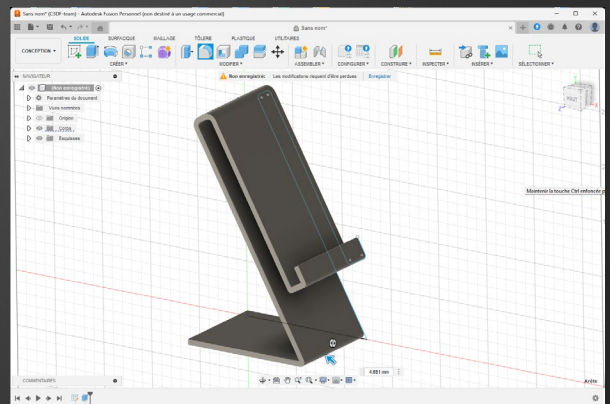 Sans nom* (C3DF-team) - Autodesk Fusion Personnel (non destiné à un usage commercial)
Sans nom*
CONCEPTION
SOLIDE SURFACIQUE MAILLAGE TÔLERIE PLASTIQUE UTILITAIRES
CRÉER MODIFIER ASSEMBLER CONFIGURER CONSTRUIRE INSPECTER INSÉRER SÉLECTIONNER
NAVIGATEUR
Non enregistré: Les modifications risquent d'être perdues Enregistrer
(Non enregistré)
Paramètres du document
Vues nommées
Origine
Corps
Esquisses
Maintenir la touche Ctrl enfoncée
4.851 mm
COMMENTAIRES
Arête